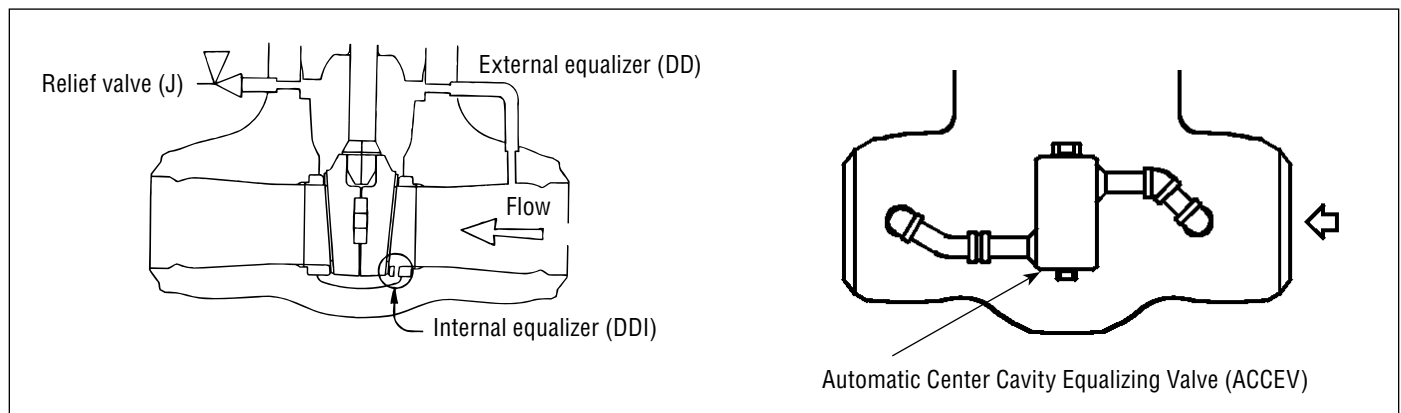 Relief valve (J)
External equalizer (DD)
Flow
Internal equalizer (DDI)
Automatic Center Cavity Equalizing Valve (ACCEV)